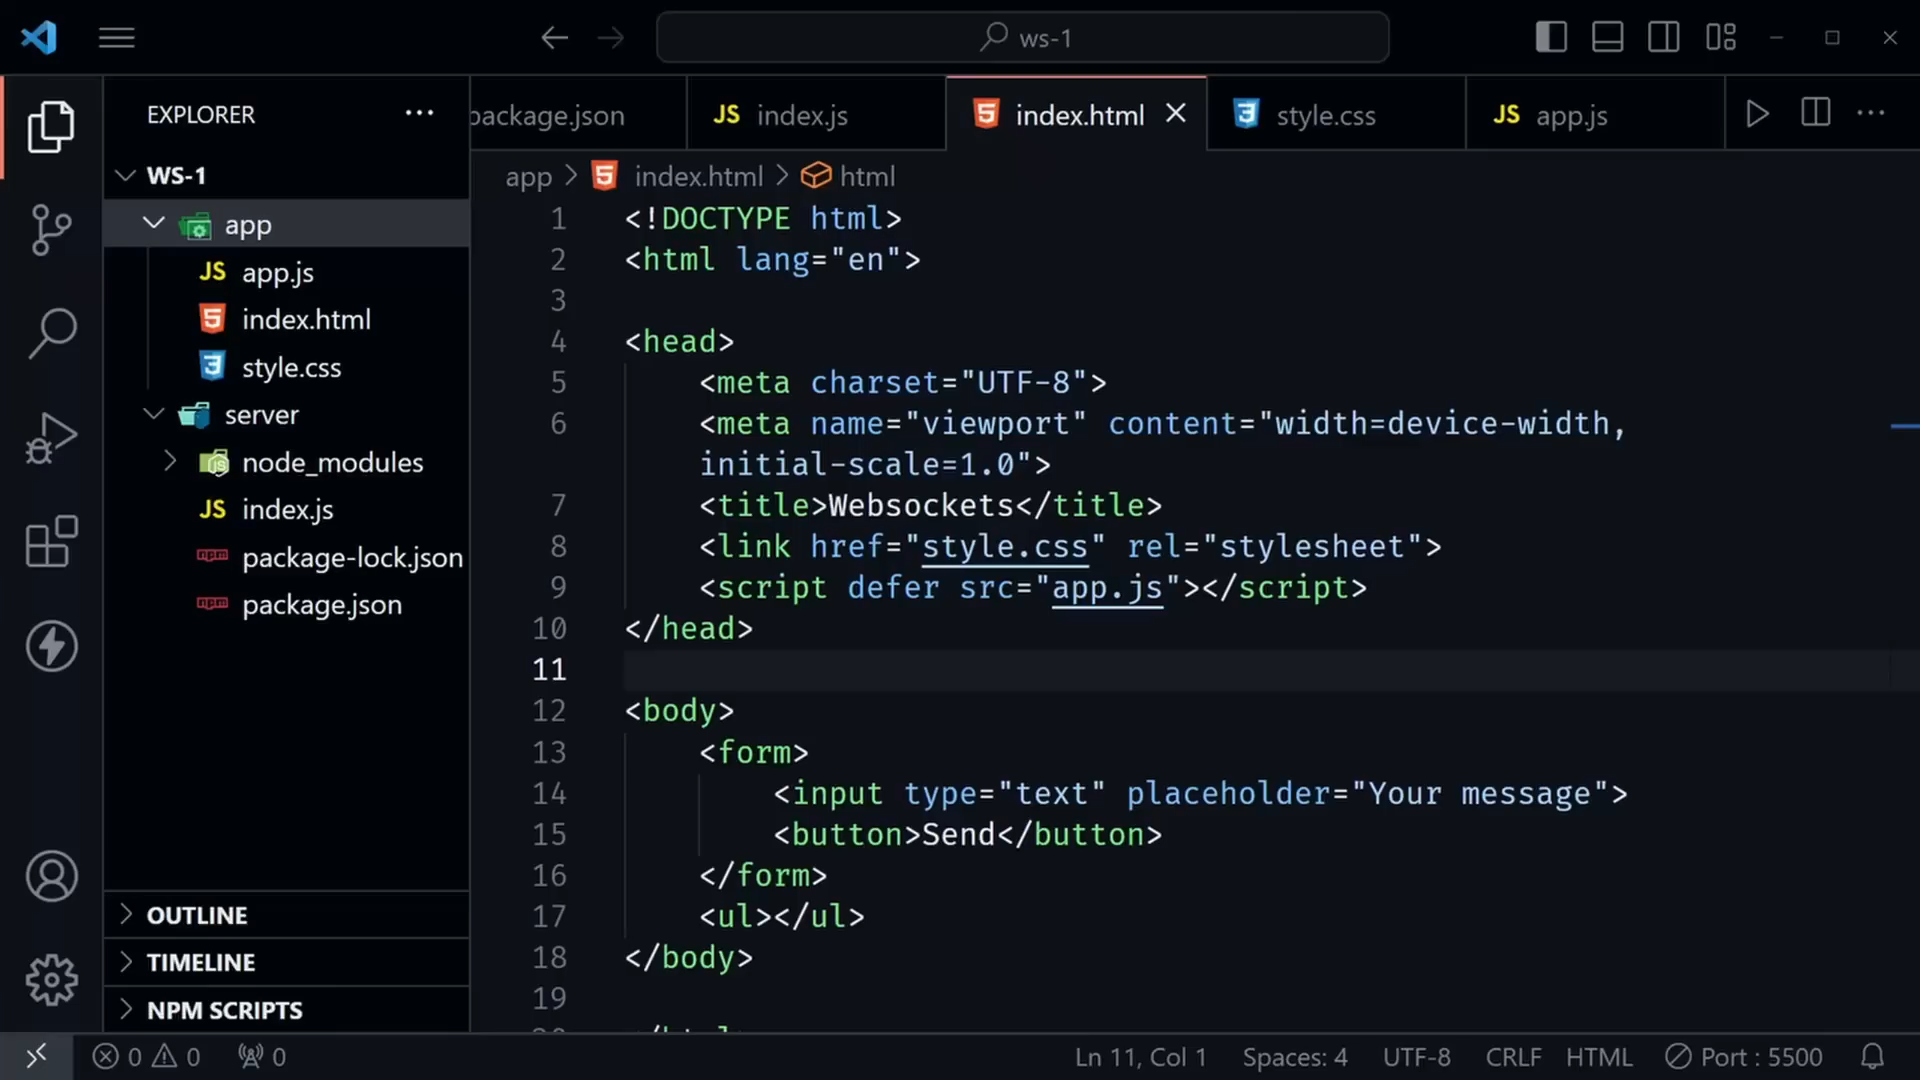 ws-1
EXPLORER
package.json
JS index.js
index.html
style.css
JS app.js
WS-1
app > index.html > html
app
JS app.js
index.html
style.css
server
node_modules
JS index.js
package-lock.json
package.json
OUTLINE
TIMELINE
NPM SCRIPTS
1 <!DOCTYPE html>
2 <html lang="en">
3
4 <head>
5 <meta charset="UTF-8">
6 <meta name="viewport" content="width=device-width,
initial-scale=1.0">
7 <title>Websockets</title>
8 <link href="style.css" rel="stylesheet">
9 <script defer src="app.js"></script>
10 </head>
11
12 <body>
13 <form>
14 <input type="text" placeholder="Your message">
15 <button>Send</button>
16 </form>
17 <ul></ul>
18 </body>
19
0 0 0
Ln 11, Col 1 Spaces: 4 UTF-8 CRLF HTML Port : 5500